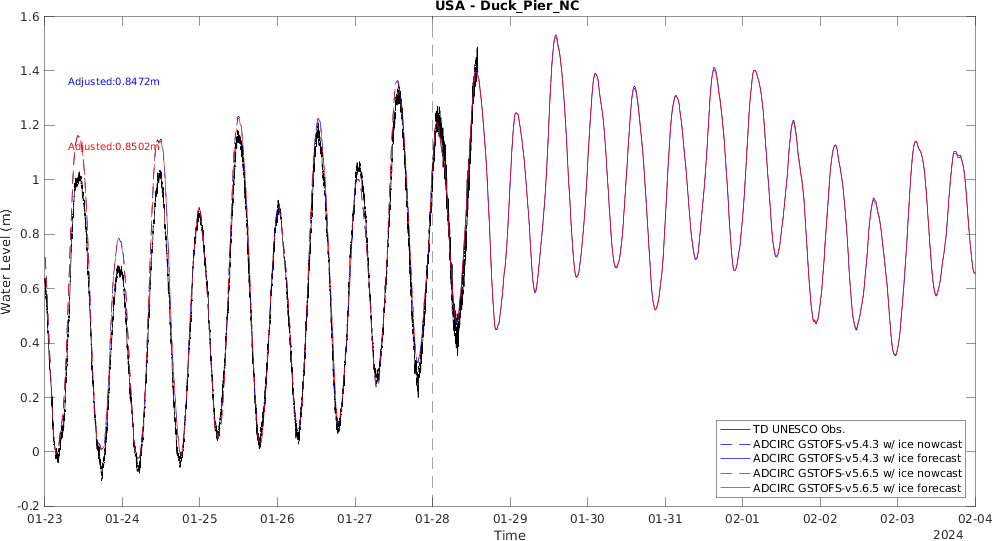 USA - Duck_Pier_NC
1.6
1.4
1.2
1
0.8
0.6
0.4
0.2
0
-0.2
Water Level (m)
Adjusted:0.8472m
Adjusted:0.8502m
TD UNESCO Obs.
ADCIRC GSTOFS-v5.4.3 w/ ice nowcast
ADCIRC GSTOFS-v5.4.3 w/ ice forecast
ADCIRC GSTOFS-v5.6.5 w/ ice nowcast
ADCIRC GSTOFS-v5.6.5 w/ ice forecast
01-23 01-24 01-25 01-26 01-27 01-28 01-29 01-30 01-31 02-01 02-02 02-03 02-04
Time
2024